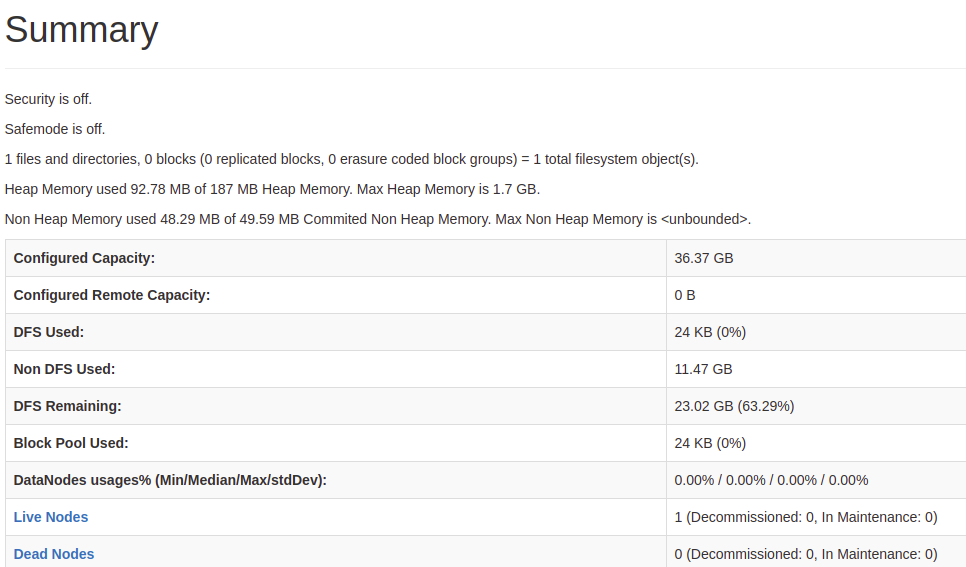 Summary
Security is off.
Safemode is off.
1 files and directories, 0 blocks (0 replicated blocks, 0 erasure coded block groups) = 1 total filesystem object(s).
Heap Memory used 92.78 MB of 187 MB Heap Memory. Max Heap Memory is 1.7 GB.
Non Heap Memory used 48.29 MB of 49.59 MB Commited Non Heap Memory. Max Non Heap Memory is <unbounded>.
Configured Capacity: 36.37 GB
Configured Remote Capacity: 0 B
DFS Used: 24 KB (0%)
Non DFS Used: 11.47 GB
DFS Remaining: 23.02 GB (63.29%)
Block Pool Used: 24 KB (0%)
DataNodes usages% (Min/Median/Max/stdDev): 0.00% / 0.00% / 0.00% / 0.00%
Live Nodes 1 (Decommissioned: 0, In Maintenance: 0)
Dead Nodes 0 (Decommissioned: 0, In Maintenance: 0)